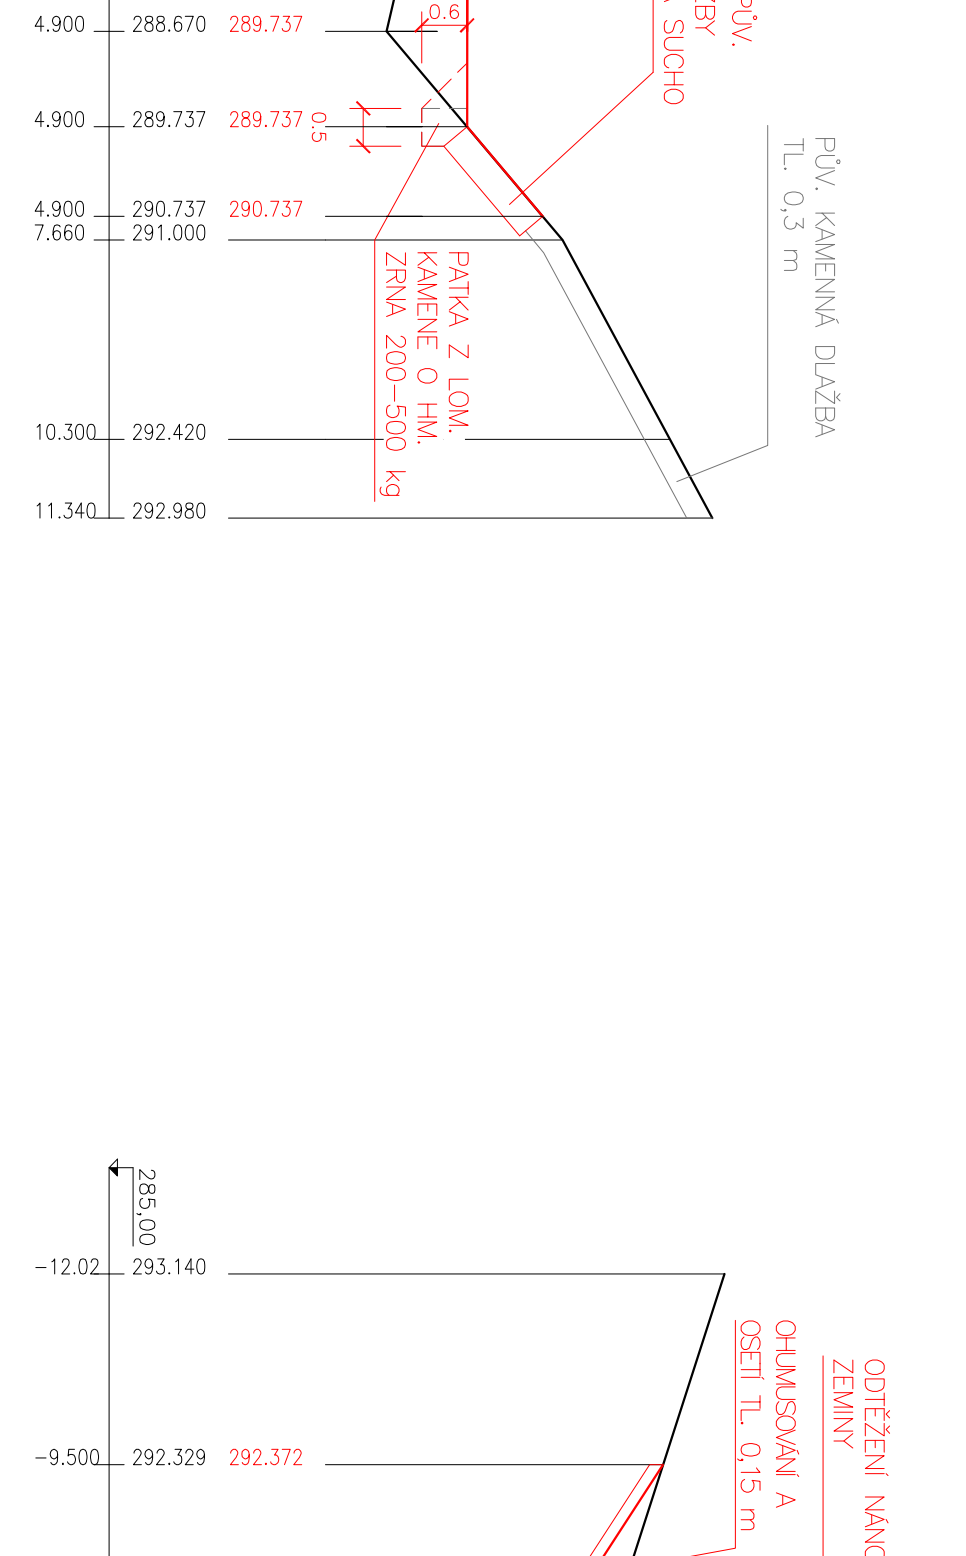 4.900 288.670 289.737
0.6
PŮV.
SUCHO
4.900 289.737 289.737
0.5
4.900 290.737 290.737
7.660 291.000
PŮV. KAMENNÁ DLAŽBA
TL. 0,3 m
PATKA Z LOM.
KAMENE O HM.
ZRNA 200-500 kg
10.300 292.420
11.340 292.980
285,00
-12.02 293.140
OHUMUSOVÁNÍ A
OSETÍ TL. 0,15 m
ODTĚŽENÍ
ZEMINY
-9.500 292.329 292.372